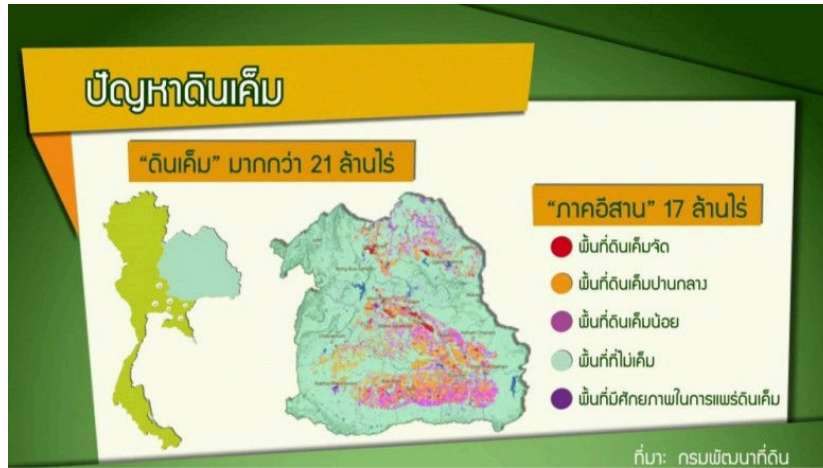 ปัญหาดินเค็ม
"ดินเค็ม" มากกว่า 21 ล้านไร่
"ภาคอีสาน" 17 ล้านไร่
พื้นที่ดินเค็มจัด
พื้นที่ดินเค็มปานกลาง
พื้นที่ดินเค็มน้อย
พื้นที่ที่ไม่เค็ม
พื้นที่มีศักยภาพในการแพร่ดินเค็ม
ที่มา: กรมพัฒนาที่ดิน